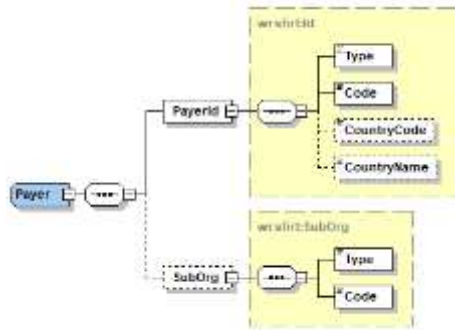 Type
Code
PayerId
CountryCode
CountryName
Payer
SubOrg
Type
Code